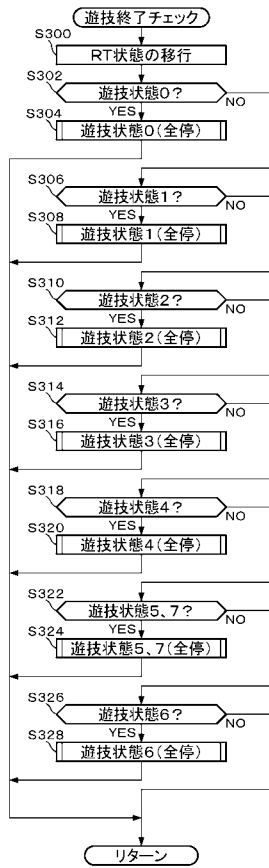 遊技終了チェック
S300
RT状態の移行
S302
遊技状態0?
NO
YES
S304
遊技状態0(全停)
S306
遊技状態1?
NO
YES
S308
遊技状態1(全停)
S310
遊技状態2?
NO
YES
S312
遊技状態2(全停)
S314
遊技状態3?
NO
YES
S316
遊技状態3(全停)
S318
遊技状態4?
NO
YES
S320
遊技状態4(全停)
S322
遊技状態5、7?
NO
YES
S324
遊技状態5、7(全停)
S326
遊技状態6?
NO
YES
S328
遊技状態6(全停)
リターン